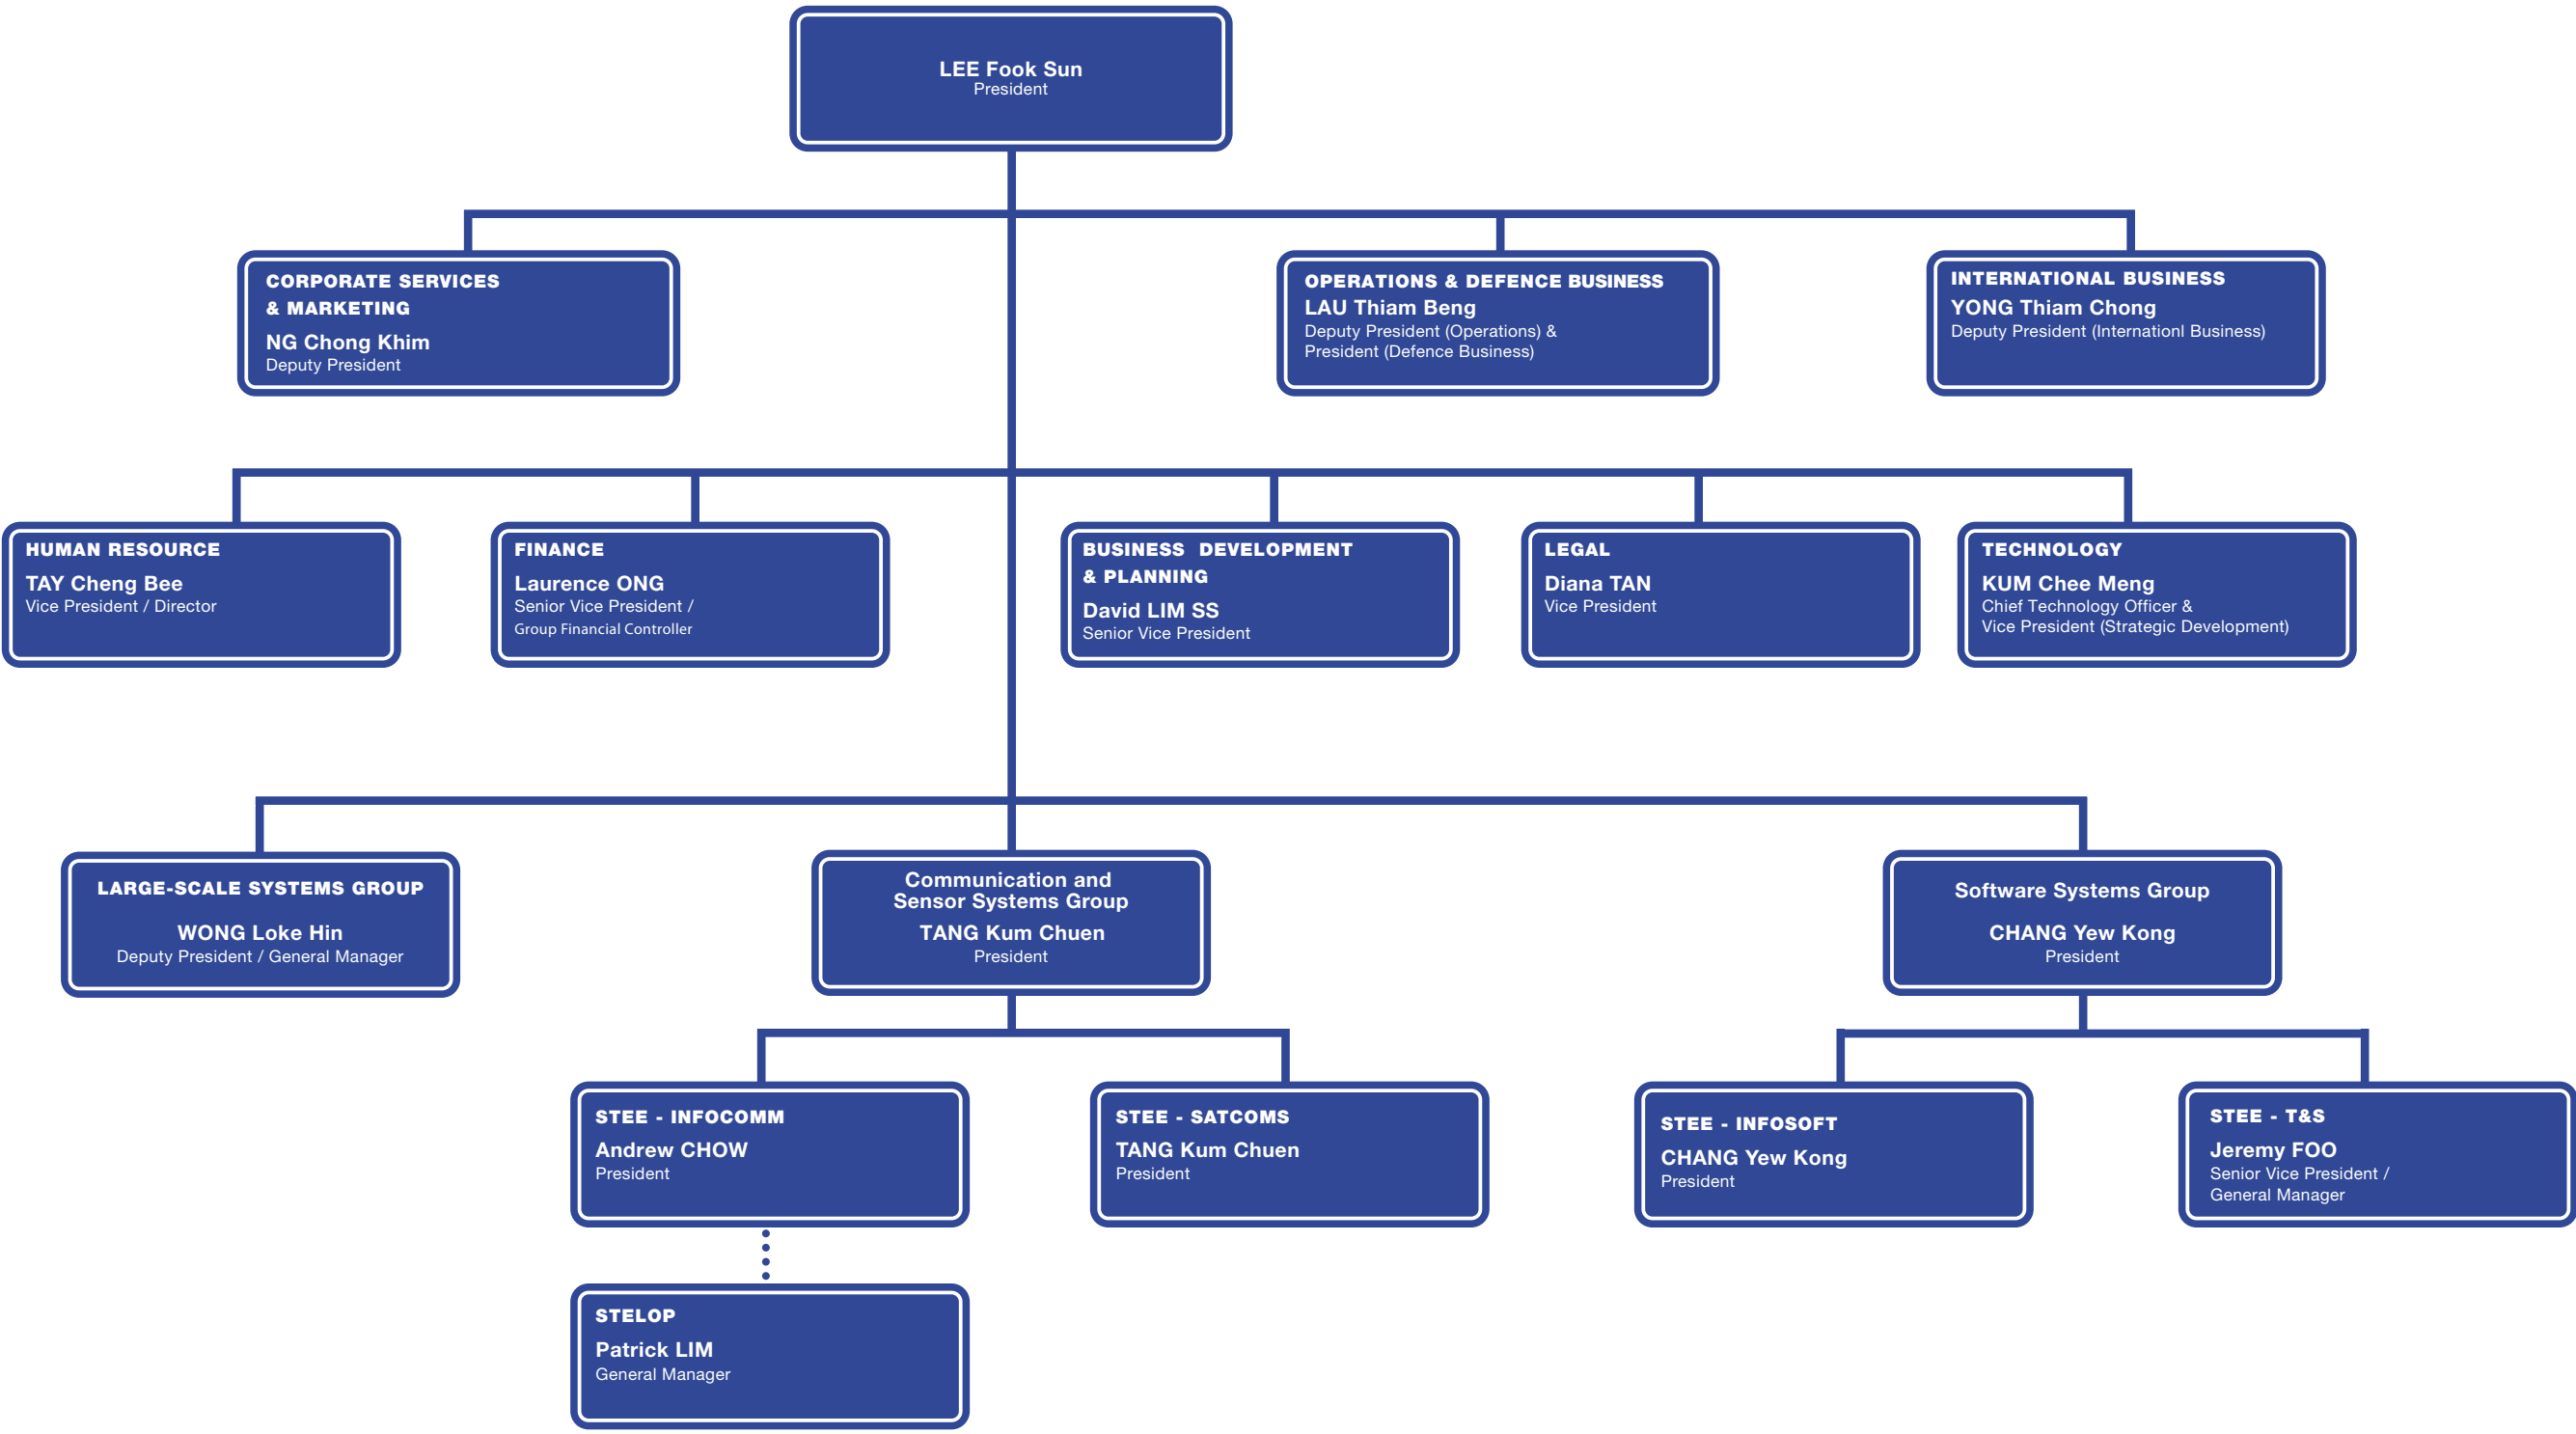 LEE Fook Sun
President
CORPORATE SERVICES
& MARKETING
NG Chong Khim
Deputy President
OPERATIONS & DEFENCE BUSINESS
LAU Thiam Beng
Deputy President (Operations) &
President (Defence Business)
INTERNATIONAL BUSINESS
YONG Thiam Chong
Deputy President (Internationl Business)
HUMAN RESOURCE
TAY Cheng Bee
Vice President / Director
FINANCE
Laurence ONG
Senior Vice President /
Group Financial Controller
BUSINESS DEVELOPMENT
& PLANNING
David LIM SS
Senior Vice President
LEGAL
Diana TAN
Vice President
TECHNOLOGY
KUM Chee Meng
Chief Technology Officer &
Vice President (Strategic Development)
LARGE-SCALE SYSTEMS GROUP
WONG Loke Hin
Deputy President / General Manager
Communication and
Sensor Systems Group
TANG Kum Chuen
President
Software Systems Group
CHANG Yew Kong
President
STEE - INFOCOMM
Andrew CHOW
President
STEE - SATCOMS
TANG Kum Chuen
President
STEE - INFOSOFT
CHANG Yew Kong
President
STEE - T&S
Jeremy FOO
Senior Vice President /
General Manager
STELOP
Patrick LIM
General Manager